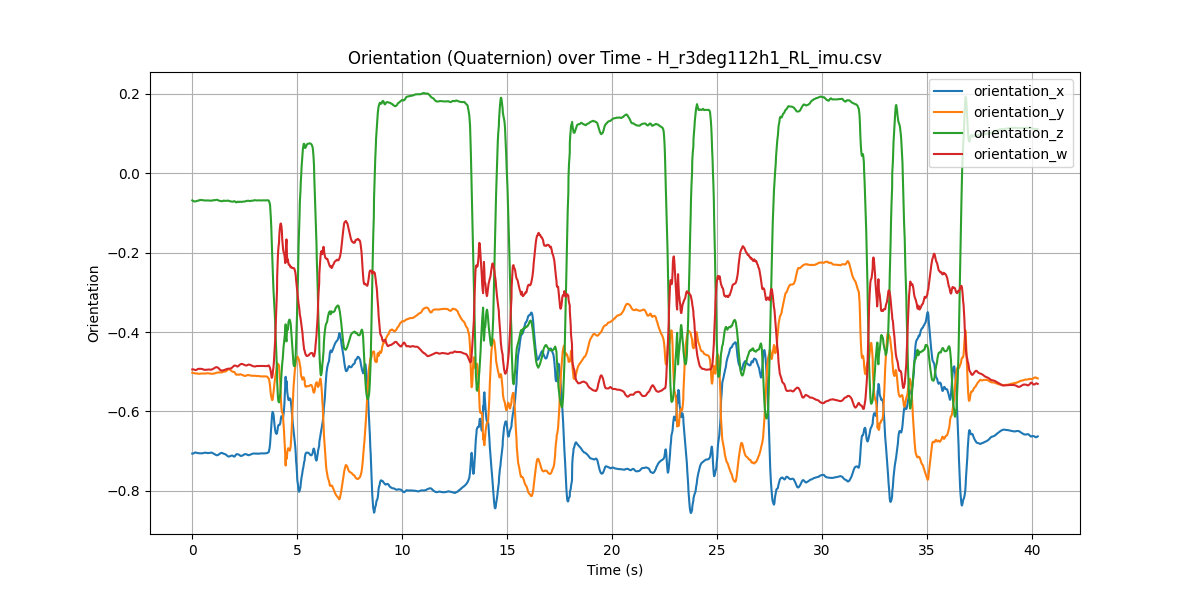 Orientation (Quaternion) over Time - H_r3deg112h1_RL_imu.csv
orientation_x
orientation_y
orientation_z
orientation_w
0.2
0.0
−0.2
−0.4
−0.6
−0.8
Orientation
0 5 10 15 20 25 30 35 40
Time (s)